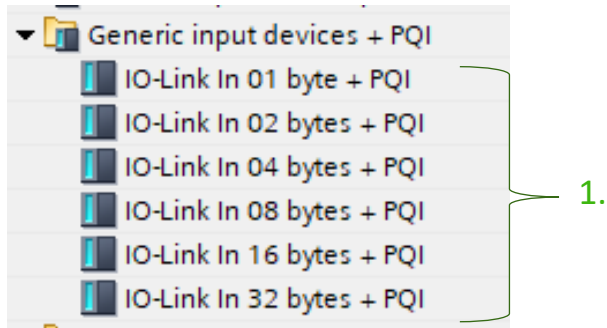 Generic input devices + PQI
IO-Link In 01 byte + PQI
IO-Link In 02 bytes + PQI
IO-Link In 04 bytes + PQI
IO-Link In 08 bytes + PQI
IO-Link In 16 bytes + PQI
IO-Link In 32 bytes + PQI
1.